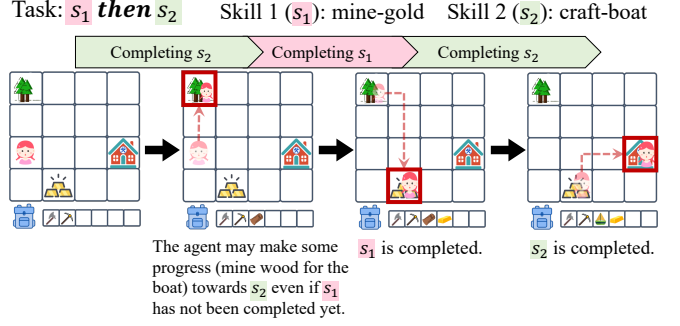 Task: s₁ then s₂ Skill 1 (s₁): mine-gold Skill 2 (s₂): craft-boat
Completing s₂ Completing s₁ Completing s₂
The agent may make some
progress (mine wood for the
boat) towards s₂ even if s₁
has not been completed yet.
s₁ is completed.
s₂ is completed.